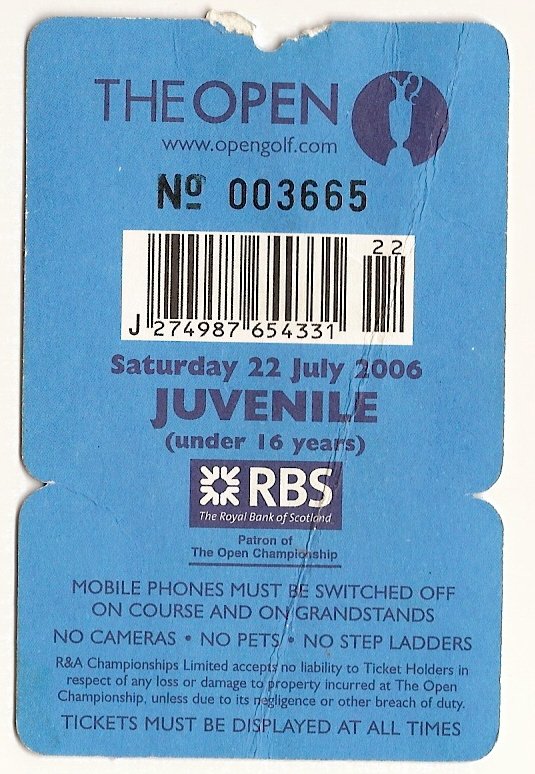 THE OPEN
www.opengolf.com
Nº 003665
22
J 274987 654331
Saturday 22 July 2006
JUVENILE
(under 16 years)
RBS
The Royal Bank of Scotland
Patron of
The Open Championship
MOBILE PHONES MUST BE SWITCHED OFF
ON COURSE AND ON GRANDSTANDS
NO CAMERAS • NO PETS • NO STEP LADDERS
R&A Championships Limited accepts no liability to Ticket Holders in
respect of any loss or damage to property incurred at The Open
Championship, unless due to its negligence or other breach of duty.
TICKETS MUST BE DISPLAYED AT ALL TIMES